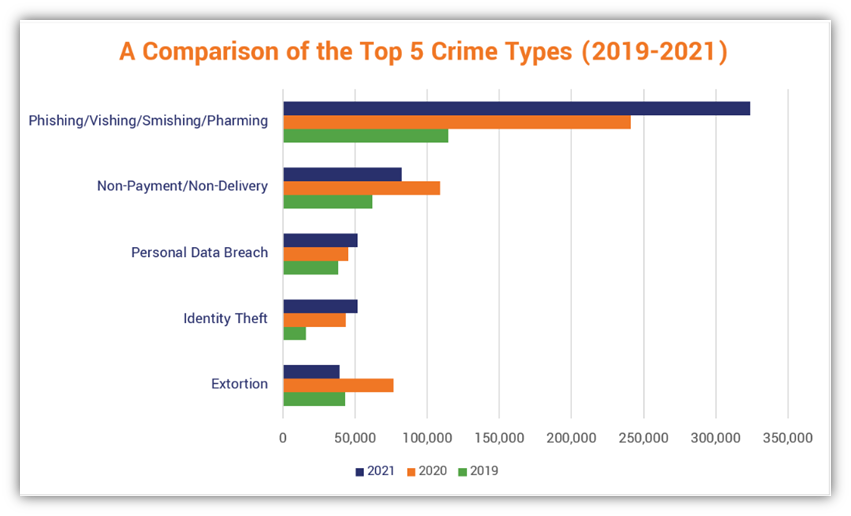 A Comparison of the Top 5 Crime Types (2019-2021)
Phishing/Vishing/Smishing/Pharming
Non-Payment/Non-Delivery
Personal Data Breach
Identity Theft
Extortion
0 50,000 100,000 150,000 200,000 250,000 300,000 350,000
2021 2020 2019